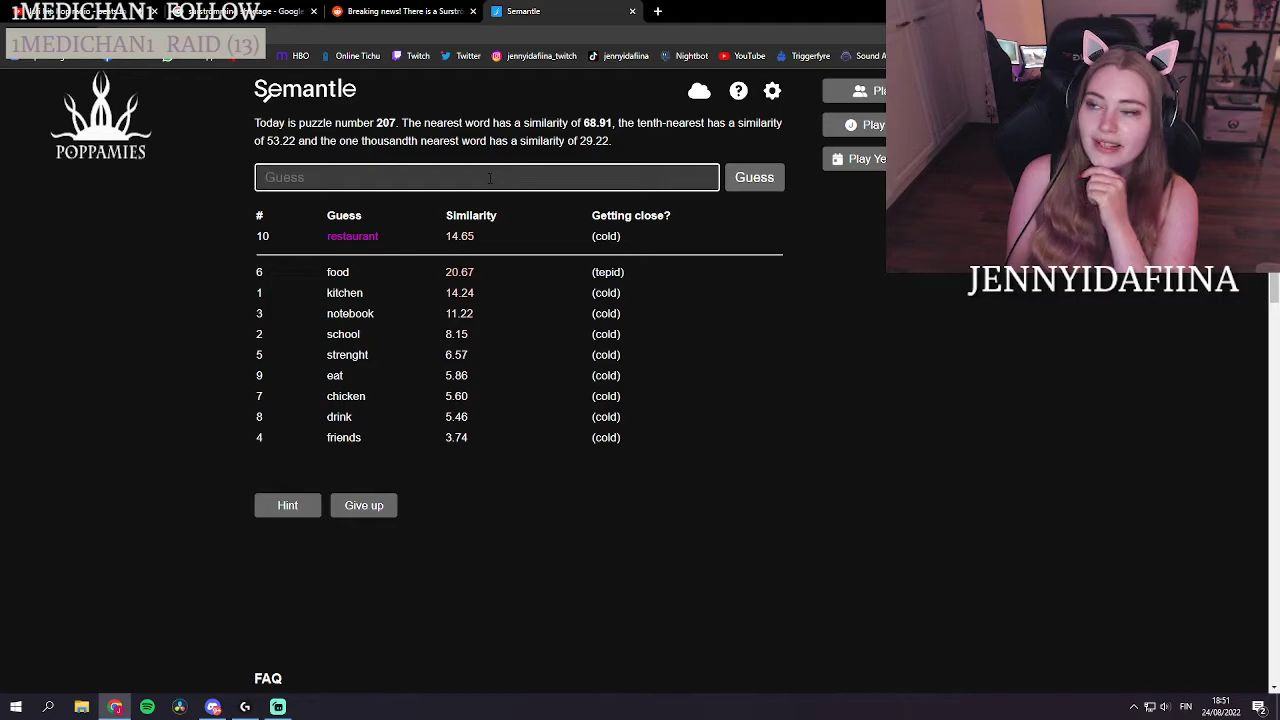 1MEDICHAN1 FOLLOW
1MEDICHAN1 RAID (13)
Breaking news! There is a Surstr
Semantle
HBO
Online Tichu
Twitch
Twitter
jennyidafiina_twitch
jennyidafiina
Nightbot
YouTube
Triggerfyre
POPPAMIES
Semantle
Today is puzzle number 207. The nearest word has a similarity of 68.91, the tenth-nearest has a similarity
of 53.22 and the one thousandth nearest word has a similarity of 29.22.
Guess
Guess
Play
Play Ye
# Guess Similarity Getting close?
10 restaurant 14.65 (cold)
6 food 20.67 (tepid)
1 kitchen 14.24 (cold)
3 notebook 11.22 (cold)
2 school 8.15 (cold)
5 strenght 6.57 (cold)
9 eat 5.86 (cold)
7 chicken 5.60 (cold)
8 drink 5.46 (cold)
4 friends 3.74 (cold)
Hint
Give up
FAQ
JENNYIDAFIINA
FIN
18:51
24/08/2022